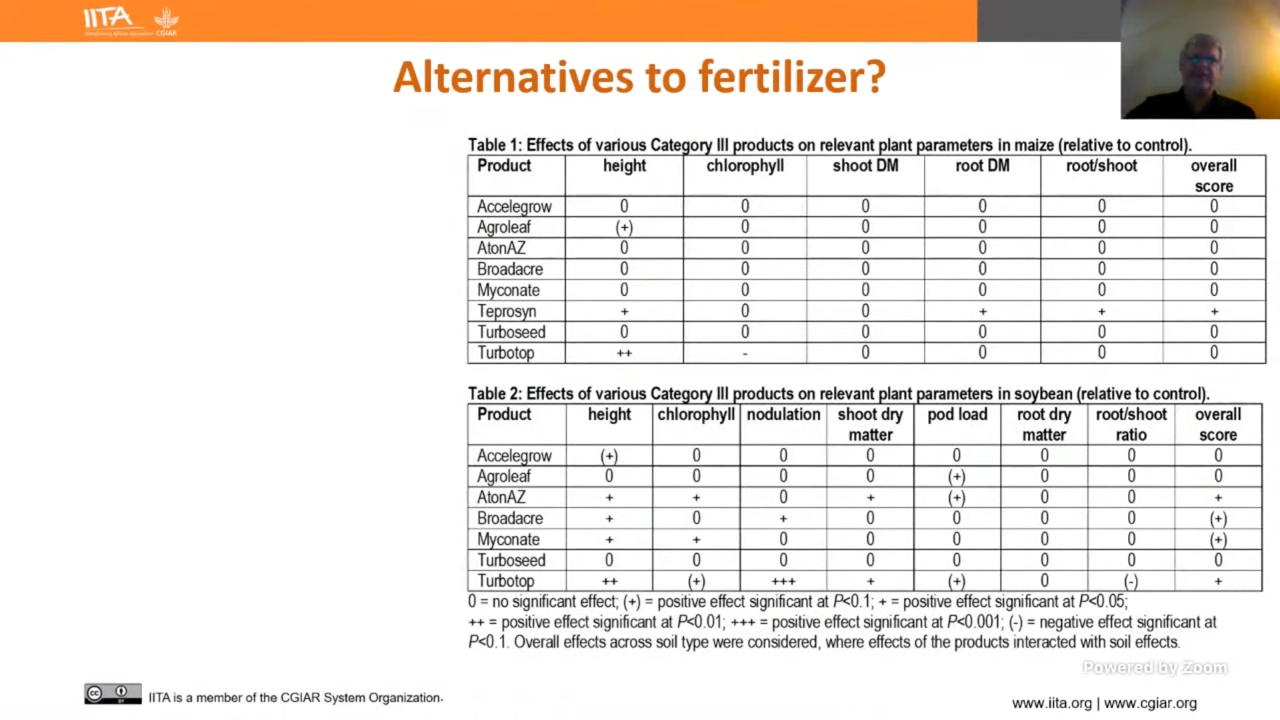 IITA
Transforming African Agriculture
CGIAR
Alternatives to fertilizer?
Table 1: Effects of various Category III products on relevant plant parameters in maize (relative to control).
Product height chlorophyll shoot DM root DM root/shoot overall score
Accelegrow 0 0 0 0 0 0
Agroleaf (+) 0 0 0 0 0
AtonAZ 0 0 0 0 0 0
Broadacre 0 0 0 0 0 0
Myconate 0 0 0 0 0 0
Teprosyn + 0 0 + + +
Turboseed 0 0 0 0 0 0
Turbotop ++ - 0 0 0 0
Table 2: Effects of various Category III products on relevant plant parameters in soybean (relative to control).
Product height chlorophyll nodulation shoot dry matter pod load root dry matter root/shoot ratio overall score
Accelegrow (+) 0 0 0 0 0 0 0
Agroleaf 0 0 0 0 (+) 0 0 0
AtonAZ + + 0 + (+) 0 0 +
Broadacre + 0 + 0 0 0 0 (+)
Myconate + + 0 0 0 0 0 (+)
Turboseed 0 0 0 0 0 0 0 0
Turbotop ++ (+) +++ + (+) 0 (-) +
0 = no significant effect; (+) = positive effect significant at P<0.1; + = positive effect significant at P<0.05;
++ = positive effect significant at P<0.01; +++ = positive effect significant at P<0.001; (-) = negative effect significant at
P<0.1. Overall effects across soil type were considered, where effects of the products interacted with soil effects.
Powered by Zoom
cc BY IITA is a member of the CGIAR System Organization.
www.iita.org | www.cgiar.org